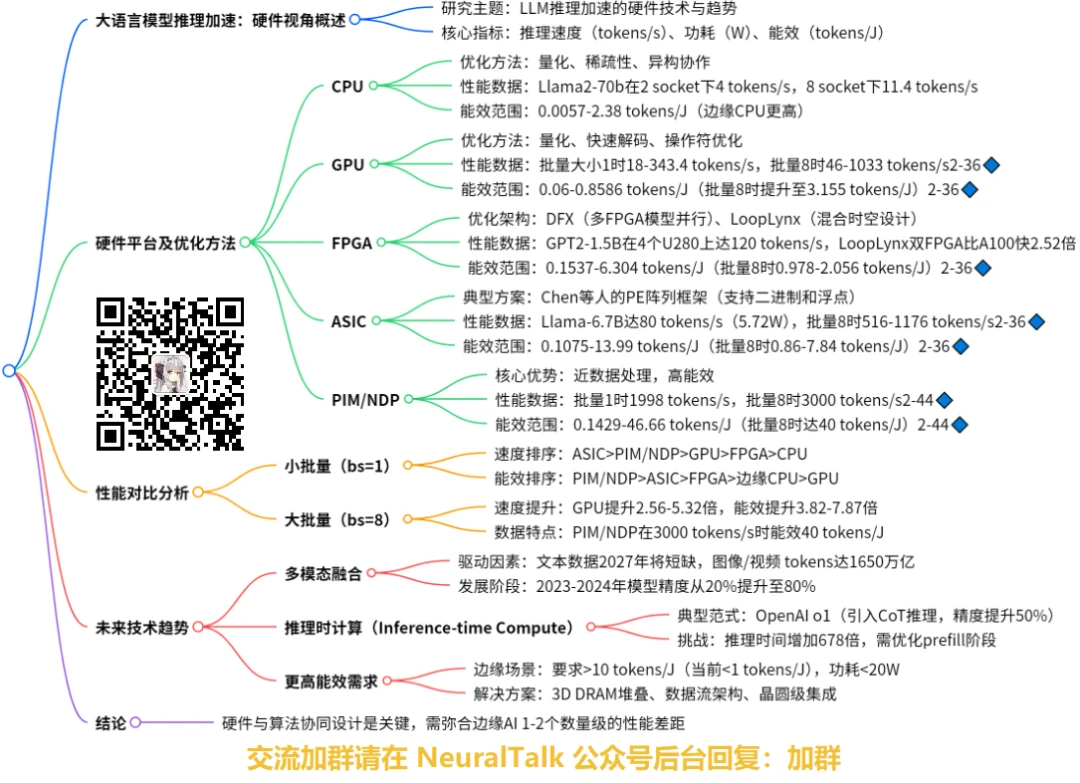 大语言模型推理加速：硬件视角概述
研究主题：LLM推理加速的硬件技术与趋势
核心指标：推理速度（tokens/s）、功耗（W）、能效（tokens/J）
硬件平台及优化方法
CPU
优化方法：量化、稀疏性、异构协作
性能数据：Llama2-70b在2 socket下4 tokens/s，8 socket下11.4 tokens/s
能效范围：0.0057-2.38 tokens/J（边缘CPU更高）
GPU
优化方法：量化、快速解码、操作符优化
性能数据：批量大小1时18-343.4 tokens/s，批量8时46-1033 tokens/s2-36
能效范围：0.06-0.8586 tokens/J（批量8时提升至3.155 tokens/J）2-36
FPGA
优化架构：DFX（多FPGA模型并行）、LoopLynx（混合时空设计）
性能数据：GPT2-1.5B在4个U280上达120 tokens/s，LoopLynx双FPGA比A100快2.52倍
能效范围：0.1537-6.304 tokens/J（批量8时0.978-2.056 tokens/J）2-36
ASIC
典型方案：Chen等人的PE阵列框架（支持二进制和浮点）
性能数据：Llama-6.7B达80 tokens/s（5.72W），批量8时516-1176 tokens/s2-36
能效范围：0.1075-13.99 tokens/J（批量8时0.86-7.84 tokens/J）2-36
PIM/NDP
核心优势：近数据处理，高能效
性能数据：批量1时1998 tokens/s，批量8时3000 tokens/s2-44
能效范围：0.1429-46.66 tokens/J（批量8时达40 tokens/J）2-44
性能对比分析
小批量（bs=1）
速度排序：ASIC>PIM/NDP>GPU>FPGA>CPU
能效排序：PIM/NDP>ASIC>FPGA>边缘CPU>GPU
大批量（bs=8）
速度提升：GPU提升2.56-5.32倍，能效提升3.82-7.87倍
数据特点：PIM/NDP在3000 tokens/s时能效40 tokens/J
未来技术趋势
多模态融合
驱动因素：文本数据2027年将短缺，图像/视频 tokens达1650万亿
发展阶段：2023-2024年模型精度从20%提升至80%
推理时计算（Inference-time Compute）
典型范式：OpenAI o1（引入CoT推理，精度提升50%）
挑战：推理时间增加678倍，需优化prefill阶段
更高能效需求
边缘场景：要求>10 tokens/J（当前<1 tokens/J），功耗<20W
解决方案：3D DRAM堆叠、数据流架构、晶圆级集成
结论
硬件与算法协同设计是关键，需弥合边缘AI 1-2个数量级的性能差距
交流加群请在 NeuralTalk 公众号后台回复：加群